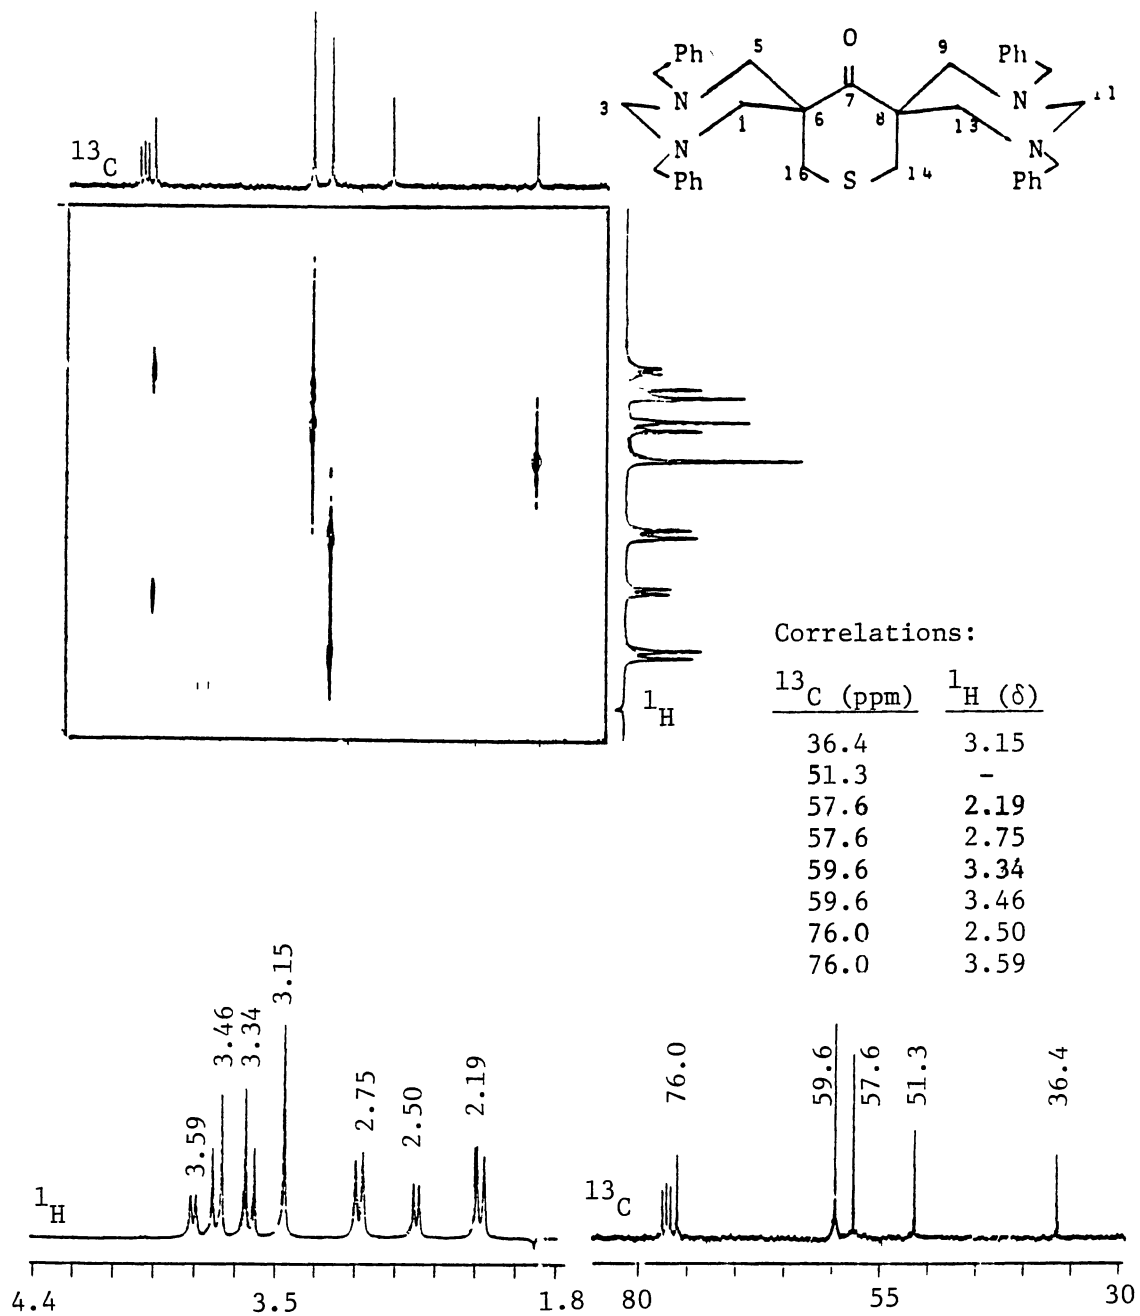 O
Ph 5 9 Ph
3 N 7 N 11
1 6 8 13
N N
Ph 16 S 14 Ph
13C
1H
Correlations:
13C (ppm) 1H (δ)
36.4 3.15
51.3 -
57.6 2.19
57.6 2.75
59.6 3.34
59.6 3.46
76.0 2.50
76.0 3.59
3.59 3.46 3.34 3.15 2.75 2.50 2.19
1H
4.4 3.5 1.8
76.0 59.6 57.6 51.3 36.4
13C
80 55 30